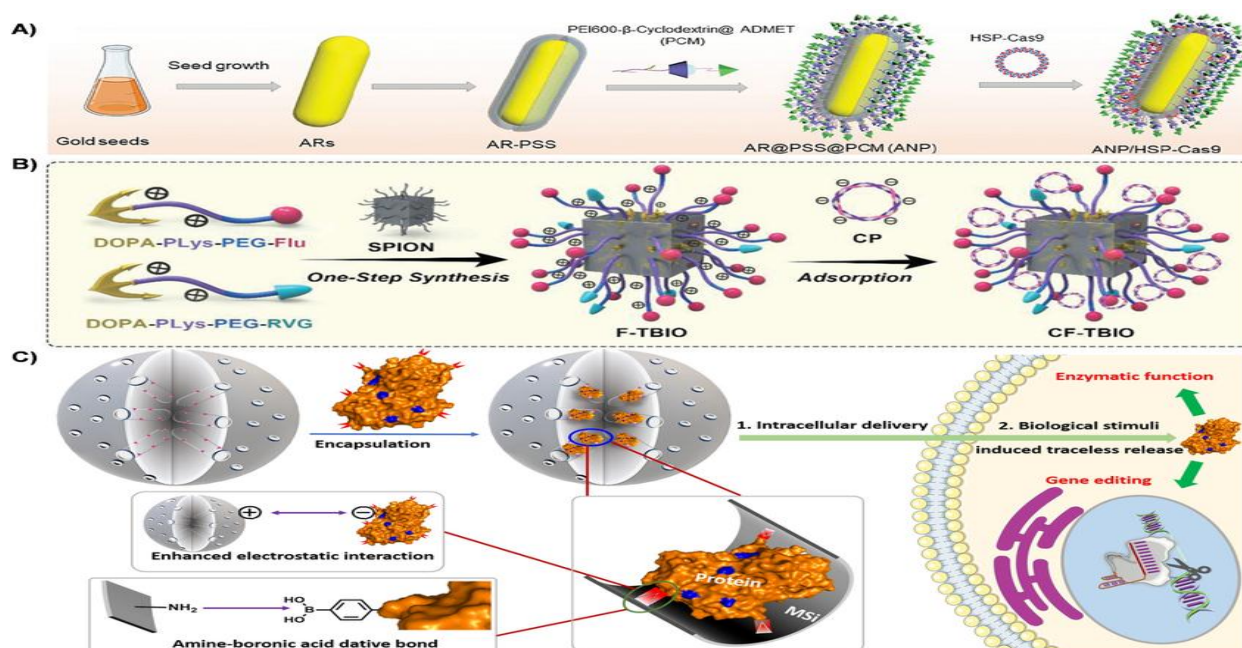 A)
Gold seeds
Seed growth
ARs
AR-PSS
PEI600-β-Cyclodextrin@ ADMET
(PCM)
AR@PSS@PCM (ANP)
HSP-Cas9
ANP/HSP-Cas9
B)
DOPA-PLys-PEG-Flu
DOPA-PLys-PEG-RVG
SPION
One-Step Synthesis
F-TBIO
CP
Adsorption
CF-TBIO
C)
Encapsulation
1. Intracellular delivery
2. Biological stimuli
induced traceless release
Enzymatic function
Gene editing
+
−
Enhanced electrostatic interaction
NH₂
HO
B
HO
Amine-boronic acid dative bond
Protein
MSi